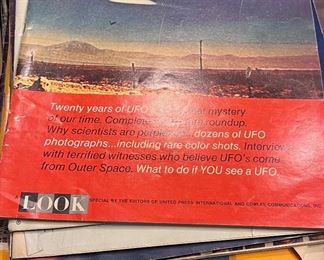 Twenty years of UFO
mystery
of our time. Complete roundup.
Why scientists are dozens of UFO
photographs...including rare color shots. Interview
with terrified witnesses who believe UFO's come
from Outer Space. What to do if YOU see a UFO.
LOOK SPECIAL BY THE EDITORS OF UNITED PRESS INTERNATIONAL AND COWLES COMMUNICATIONS, INC.